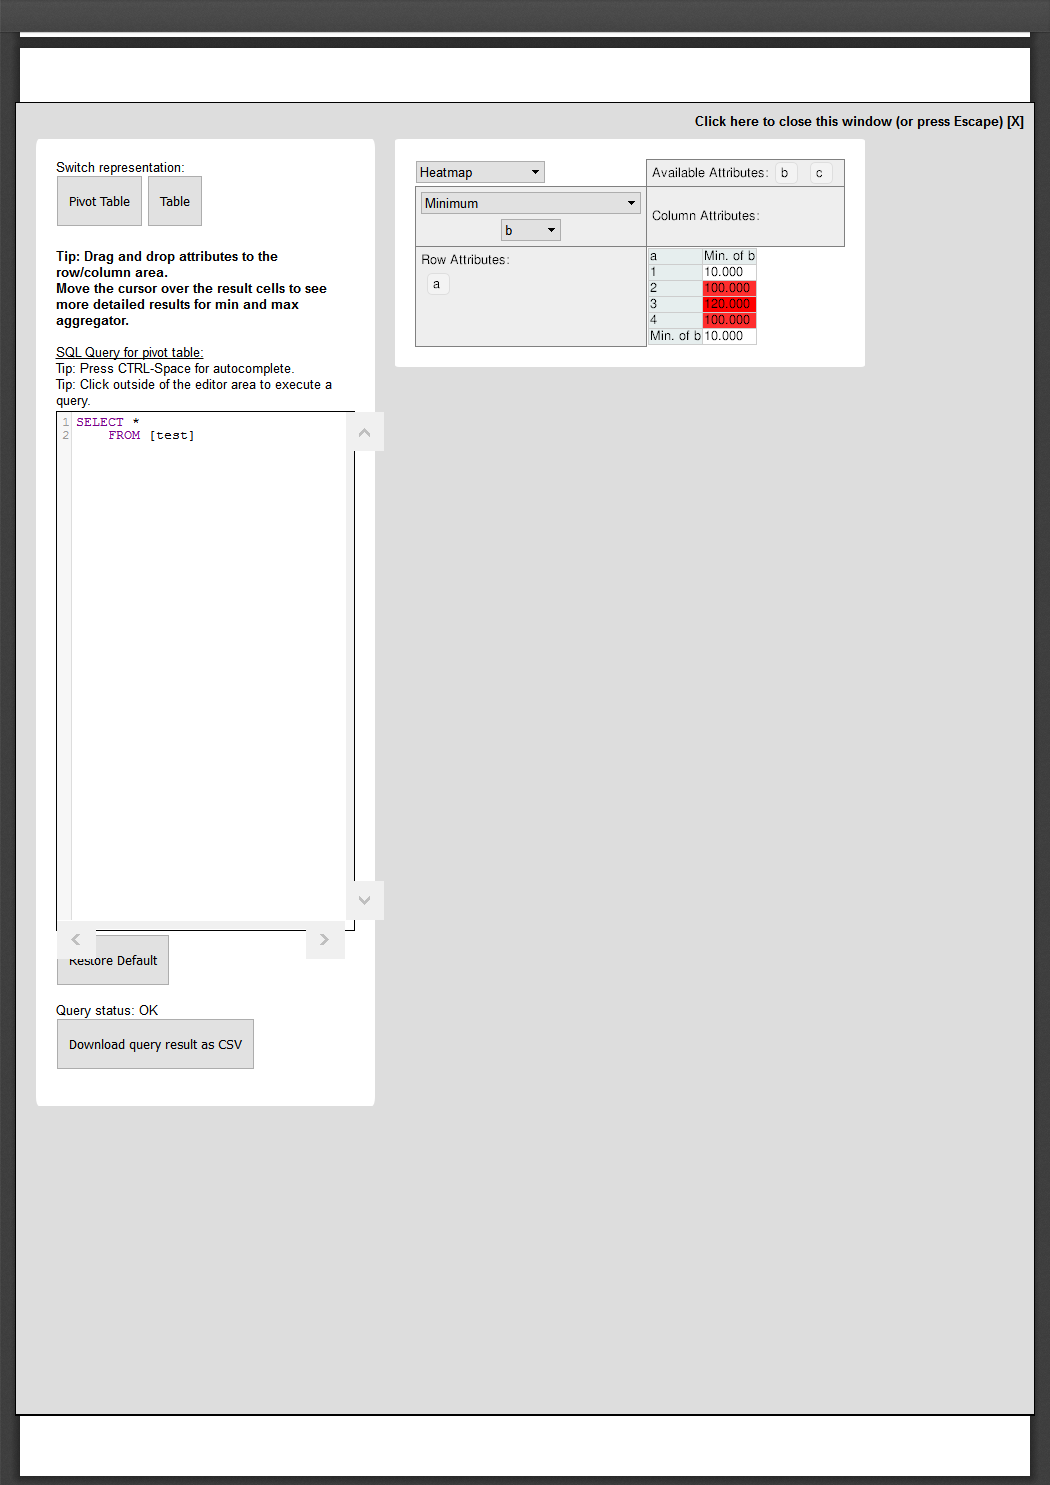 Click here to close this window (or press Escape) [X]
Switch representation:
Pivot Table
Table
Tip: Drag and drop attributes to the
row/column area.
Move the cursor over the result cells to see
more detailed results for min and max
aggregator.
SQL Query for pivot table:
Tip: Press CTRL-Space for autocomplete.
Tip: Click outside of the editor area to execute a
query.
1 SELECT *
2 FROM [test]
Restore Default
Query status: OK
Download query result as CSV
Heatmap
Available Attributes: b c
Minimum
b
Column Attributes:
Row Attributes:
a
a Min. of b
1 10.000
2 100.000
3 120.000
4 100.000
Min. of b 10.000